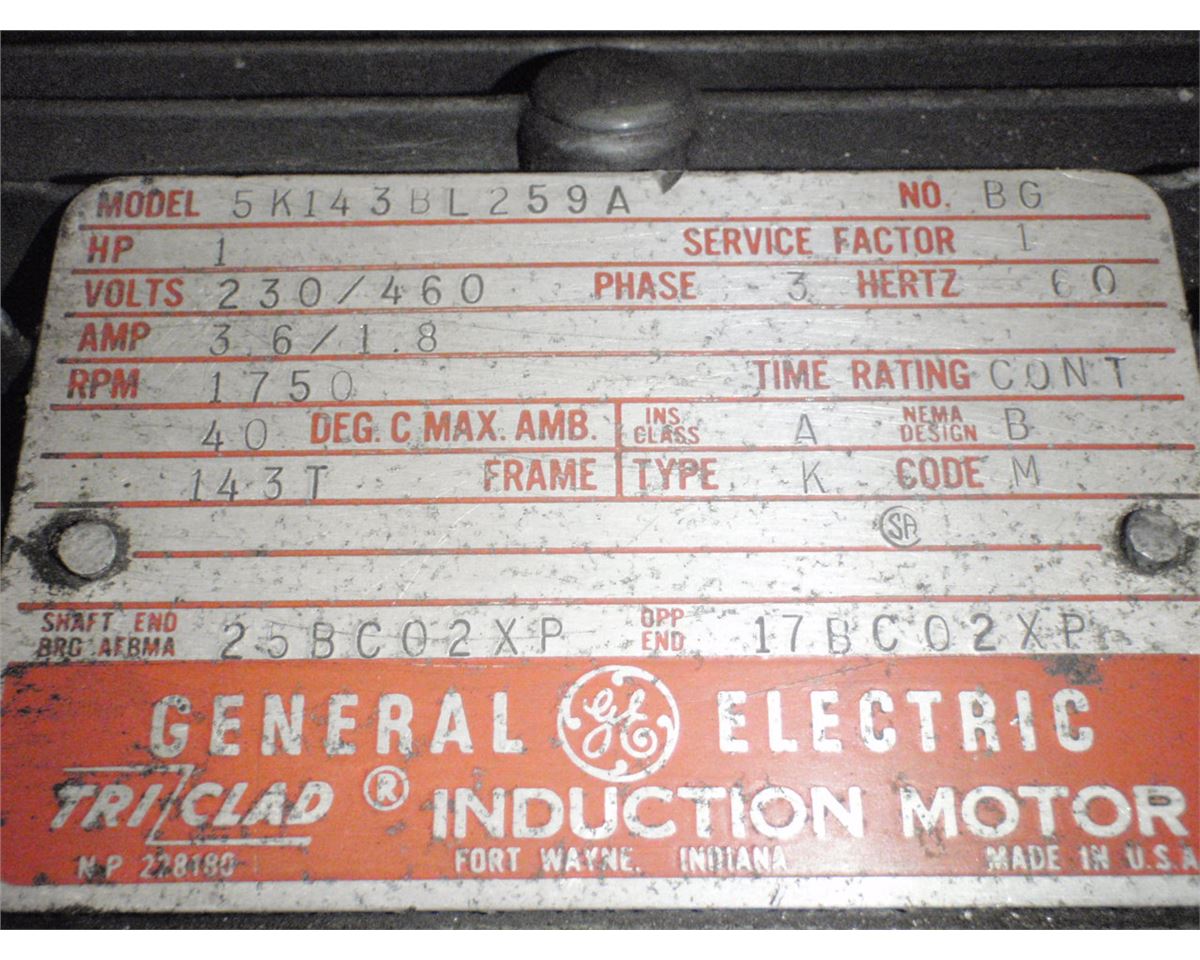 MODEL 5K143BL259A NO. BG
HP 1 SERVICE FACTOR 1
VOLTS 230/460 PHASE 3 HERTZ 60
AMP 3.6/1.8
RPM 1750 TIME RATING CONT
40 DEG. C MAX. AMB. INS CLASS A NEMA DESIGN B
143T FRAME TYPE K CODE M
SA
SHAFT END BRG AFBMA 25BC02XP OPP END 17BC02XP
GENERAL GE ELECTRIC
TRI/CLAD ® INDUCTION MOTOR
NP 228180 FORT WAYNE, INDIANA MADE IN U.S.A